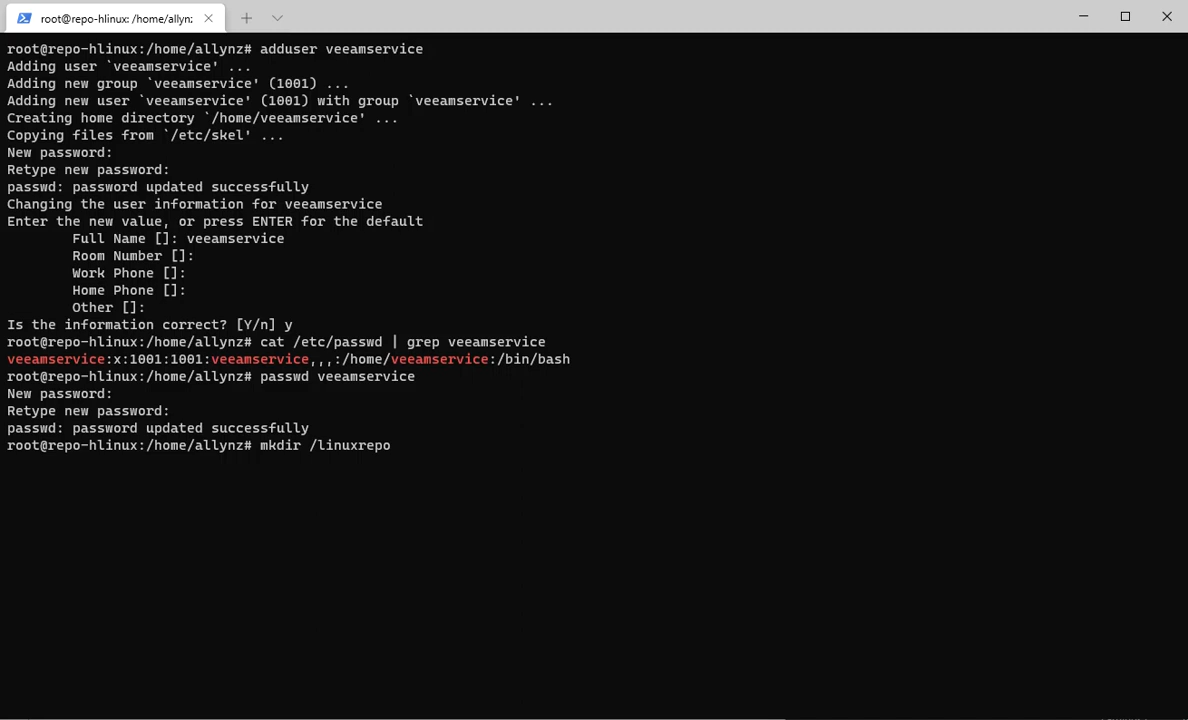 root@repo-hlinux: /home/allynz
root@repo-hlinux:/home/allynz# adduser veeamservice
Adding user `veeamservice' ...
Adding new group `veeamservice' (1001) ...
Adding new user `veeamservice' (1001) with group `veeamservice' ...
Creating home directory `/home/veeamservice' ...
Copying files from `/etc/skel' ...
New password:
Retype new password:
passwd: password updated successfully
Changing the user information for veeamservice
Enter the new value, or press ENTER for the default
        Full Name []: veeamservice
        Room Number []:
        Work Phone []:
        Home Phone []:
        Other []:
Is the information correct? [Y/n] y
root@repo-hlinux:/home/allynz# cat /etc/passwd | grep veeamservice
veeamservice:x:1001:1001:veeamservice,,,:/home/veeamservice:/bin/bash
root@repo-hlinux:/home/allynz# passwd veeamservice
New password:
Retype new password:
passwd: password updated successfully
root@repo-hlinux:/home/allynz# mkdir /linuxrepo